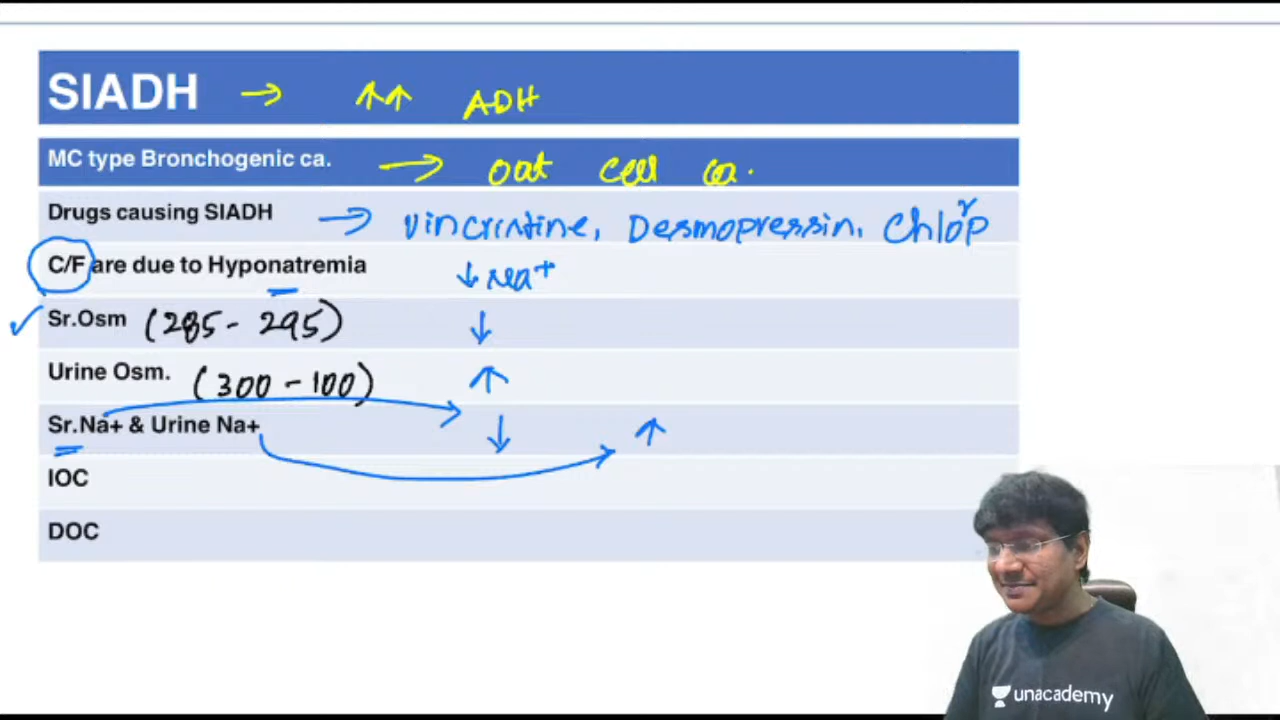 SIADH → ↑↑ ADH
MC type Bronchogenic ca. → oat cell ca.
Drugs causing SIADH → Vincristine, Desmopressin, Chlorp
C/F are due to Hyponatremia ↓ Na+
Sr.Osm (285 - 295) ↓
Urine Osm. (300 - 100) ↑
Sr.Na+ & Urine Na+ ↓ ↑
IOC
DOC
unacademy